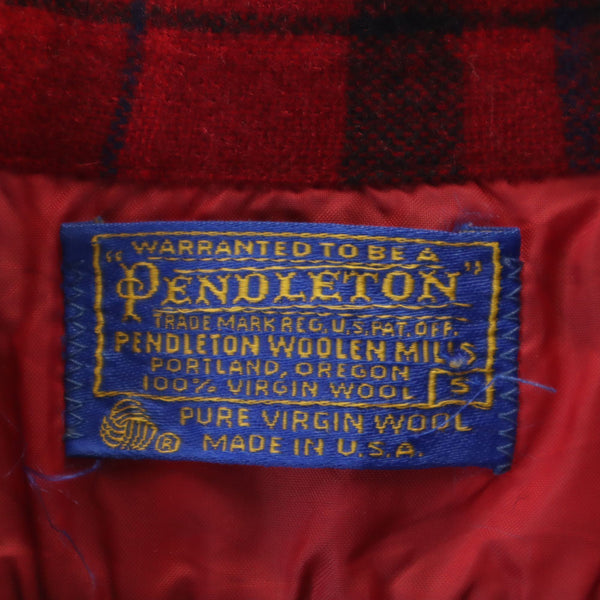 WARRANTED TO BE A
"PENDLETON"
TRADE MARK REG. U.S. PAT. OFF.
PENDLETON WOOLEN MILLS
PORTLAND, OREGON
100% VIRGIN WOOL S
PURE VIRGIN WOOL
® MADE IN U.S.A.